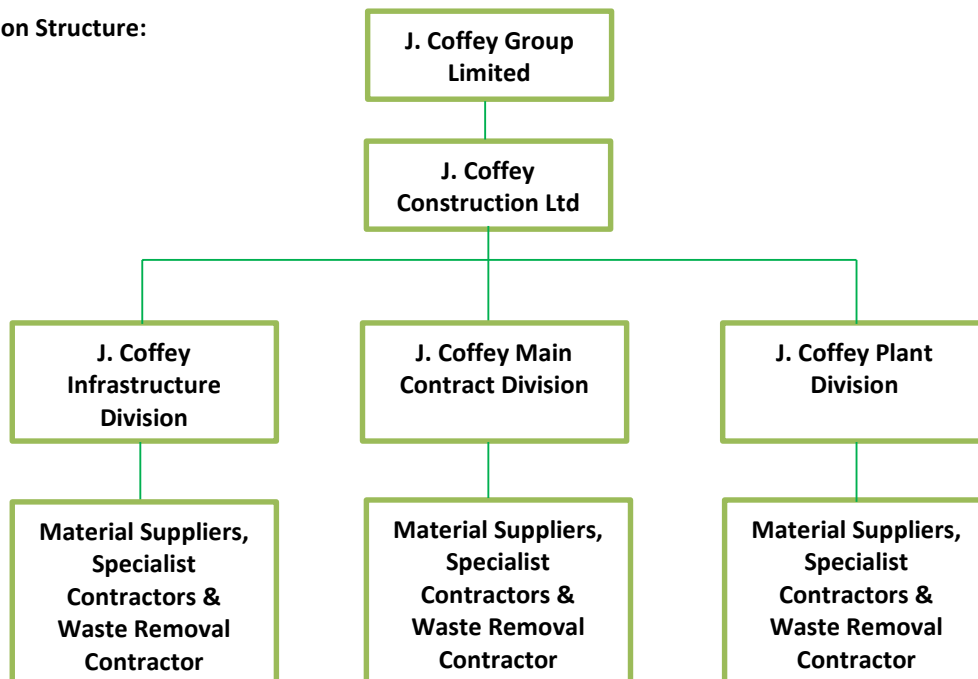 on Structure:
J. Coffey Group
Limited
J. Coffey
Construction Ltd
J. Coffey
Infrastructure
Division
J. Coffey Main
Contract Division
J. Coffey Plant
Division
Material Suppliers,
Specialist
Contractors &
Waste Removal
Contractor
Material Suppliers,
Specialist
Contractors &
Waste Removal
Contractor
Material Suppliers,
Specialist
Contractors &
Waste Removal
Contractor